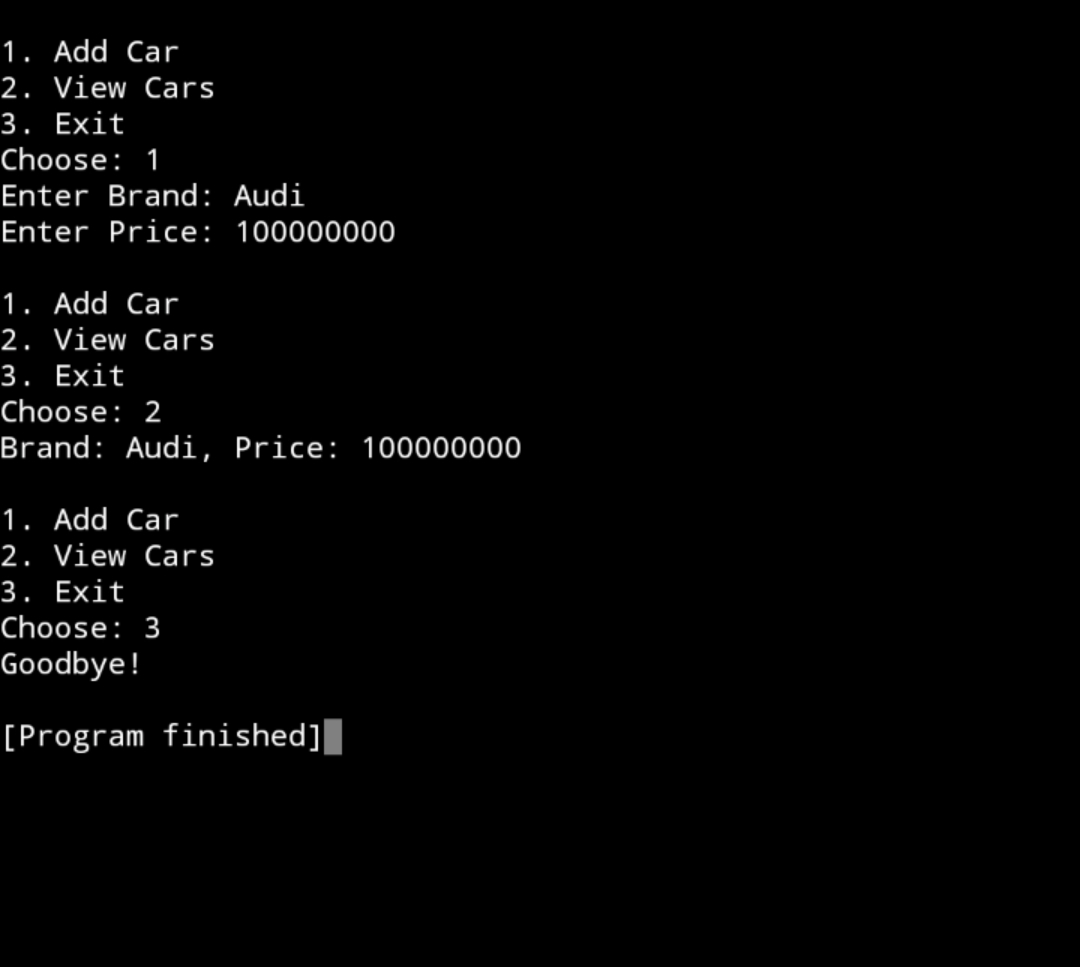 1. Add Car
2. View Cars
3. Exit
Choose: 1
Enter Brand: Audi
Enter Price: 100000000
1. Add Car
2. View Cars
3. Exit
Choose: 2
Brand: Audi, Price: 100000000
1. Add Car
2. View Cars
3. Exit
Choose: 3
Goodbye!
[Program finished]